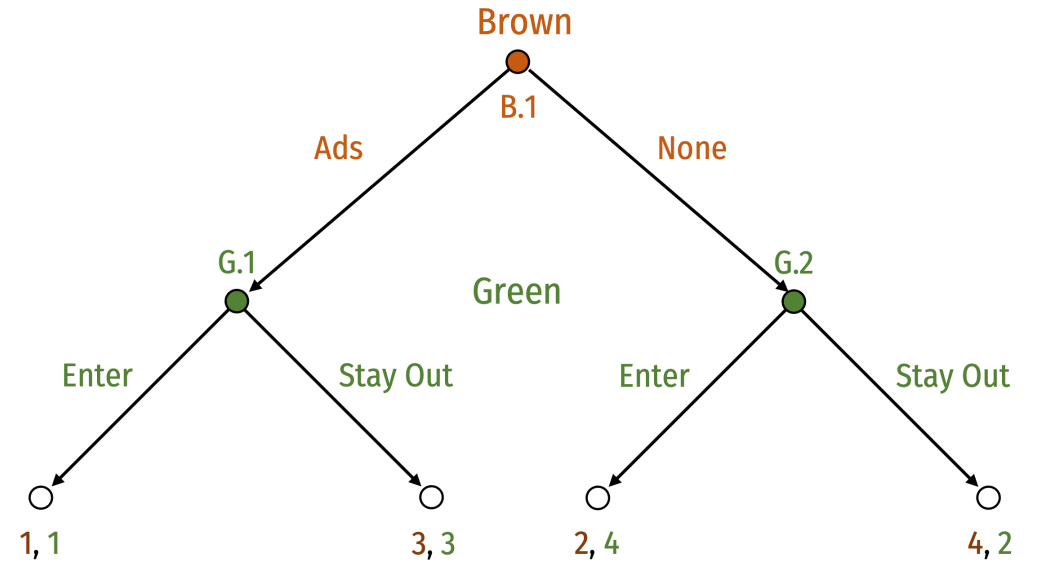 Brown
B.1
Ads
None
G.1
G.2
Green
Enter
Stay Out
Enter
Stay Out
1, 1
3, 3
2, 4
4, 2